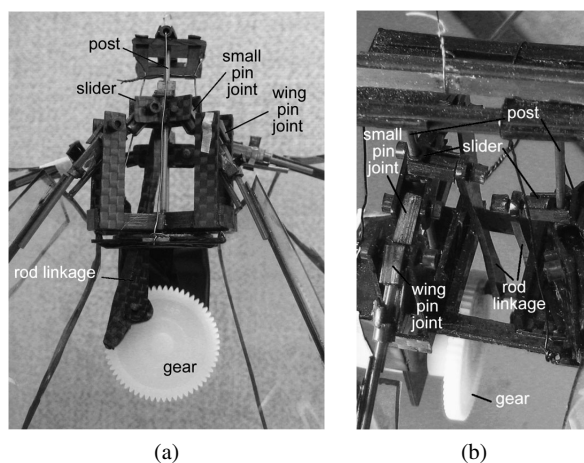 post
slider
small
pin
joint
wing
pin
joint
rod linkage
gear
(a)
post
small
pin
joint
slider
wing
pin
joint
rod
linkage
gear
(b)